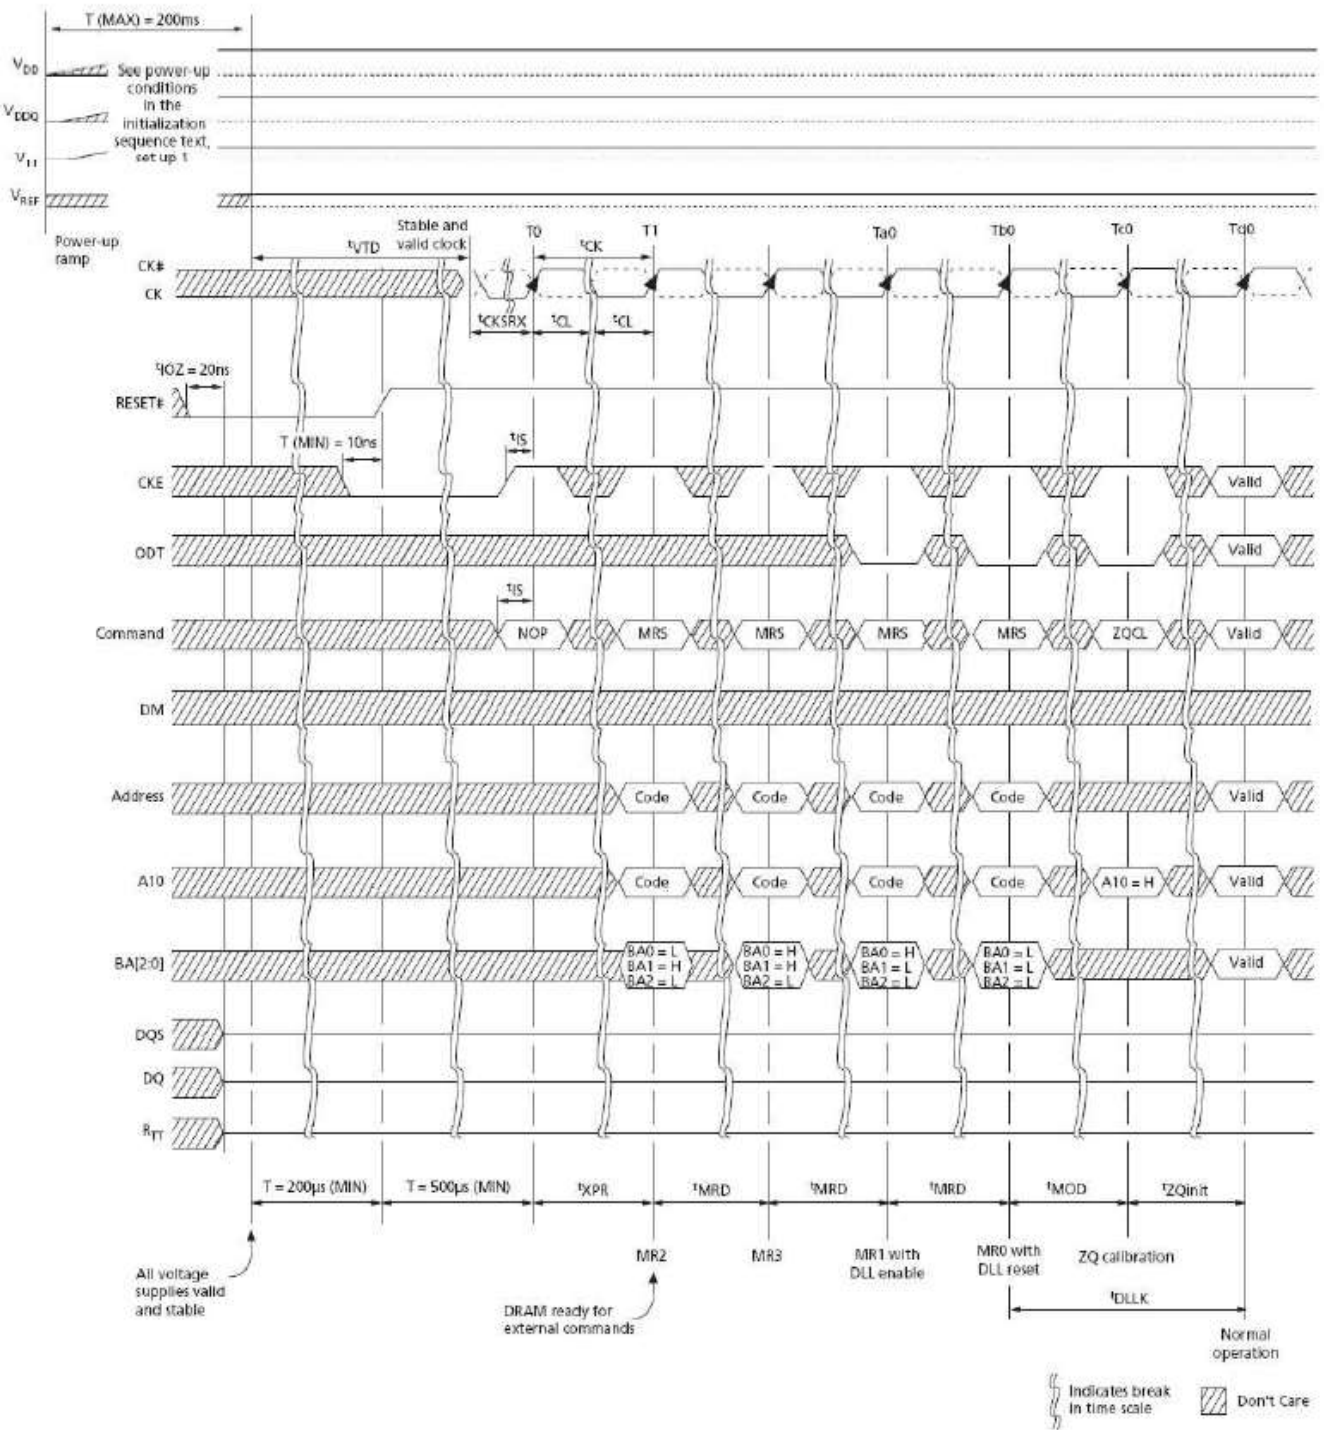 T (MAX) = 200ms
VDD
See power-up
conditions
in the
initialization
sequence text,
set up 1
VDDQ
VTT
VREF
Power-up
ramp
tVTD
Stable and
valid clock
T0
tCK
T1
Ta0
Tb0
Tc0
Td0
CK#
CK
tCKSRX
tCL
tCL
tIOZ = 20ns
RESET#
T (MIN) = 10ns
tIS
CKE
Valid
ODT
Valid
tIS
Command
NOP
MRS
MRS
MRS
MRS
ZQCL
Valid
DM
Address
Code
Code
Code
Code
Valid
A10
Code
Code
Code
Code
A10 = H
Valid
BA[2:0]
BA0 = L
BA1 = H
BA2 = L
BA0 = H
BA1 = H
BA2 = L
BA0 = H
BA1 = L
BA2 = L
BA0 = L
BA1 = L
BA2 = L
Valid
DQS
DQ
RTT
T = 200µs (MIN)
T = 500µs (MIN)
tXPR
tMRD
tMRD
tMRD
tMOD
tZQinit
MR2
MR3
MR1 with
DLL enable
MR0 with
DLL reset
ZQ calibration
All voltage
supplies valid
and stable
DRAM ready for
external commands
tDLLK
Normal
operation
Indicates break
in time scale
Don't Care